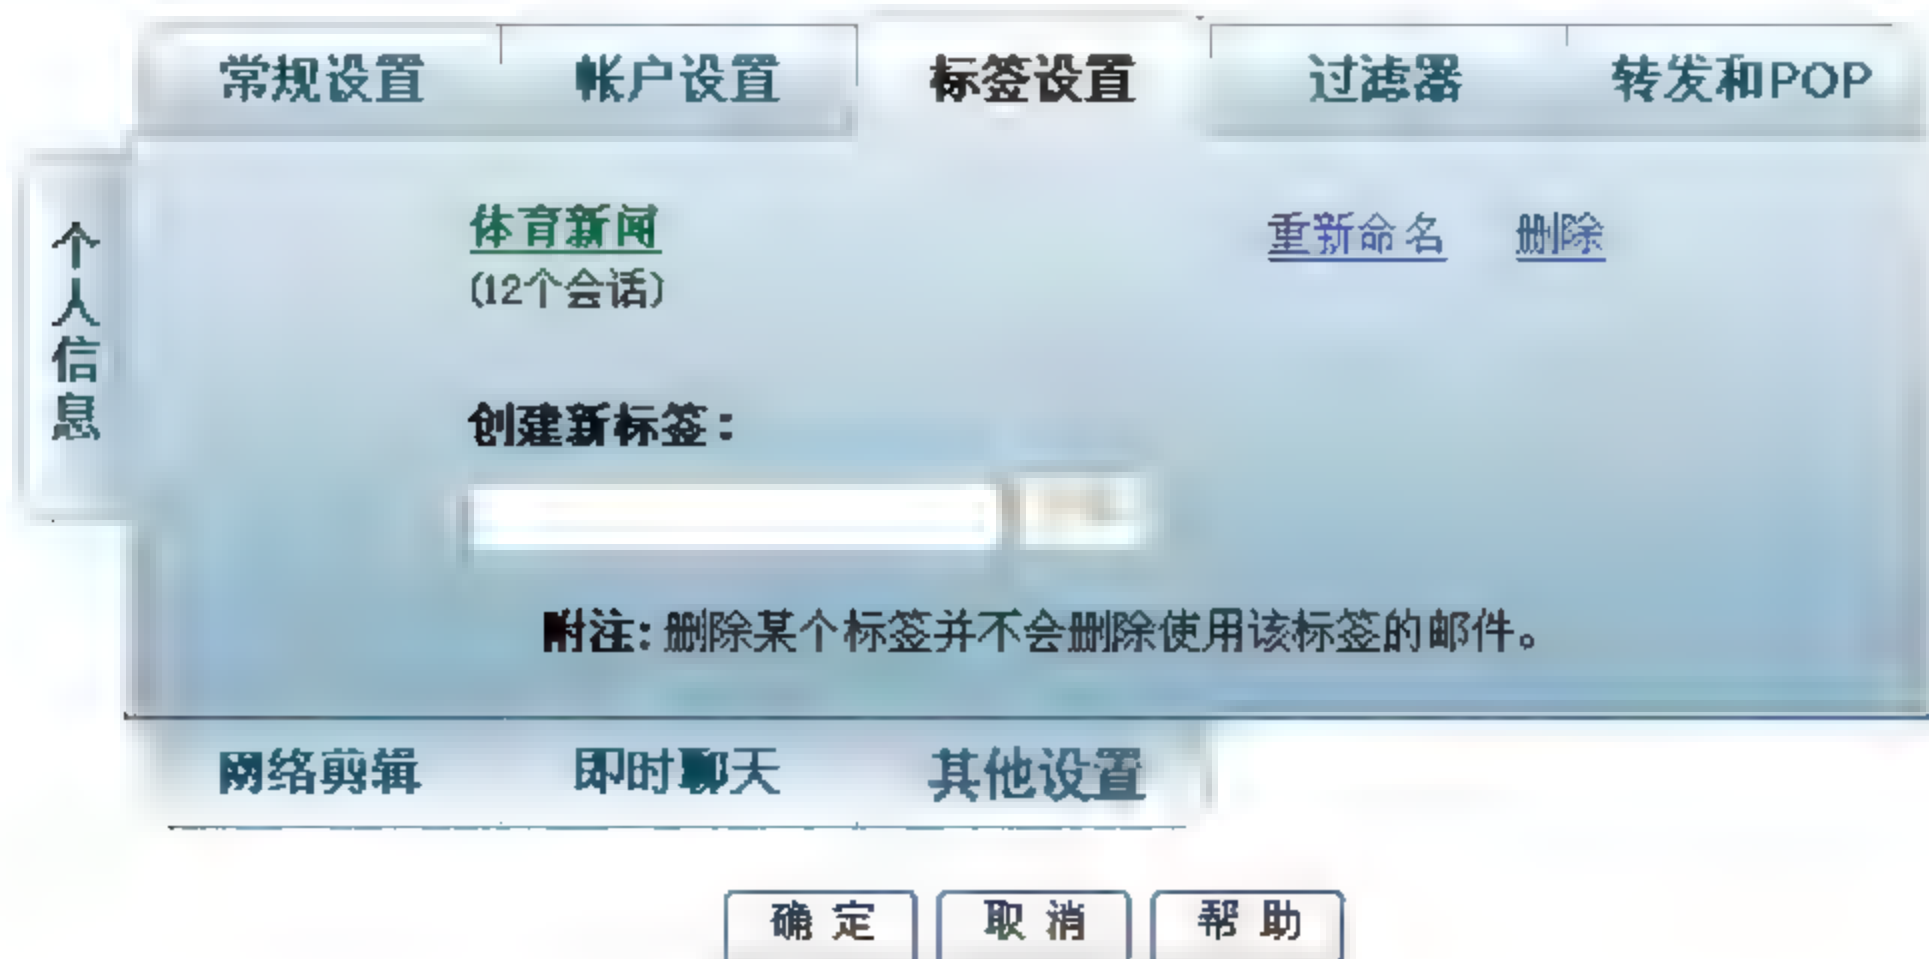 常规设置 帐户设置 标签设置 过滤器 转发和POP
个人信息
体育新闻 重新命名 删除
(12个会话)
创建新标签：
附注: 删除某个标签并不会删除使用该标签的邮件。
网络剪辑 即时聊天 其他设置
确定 取消 帮助